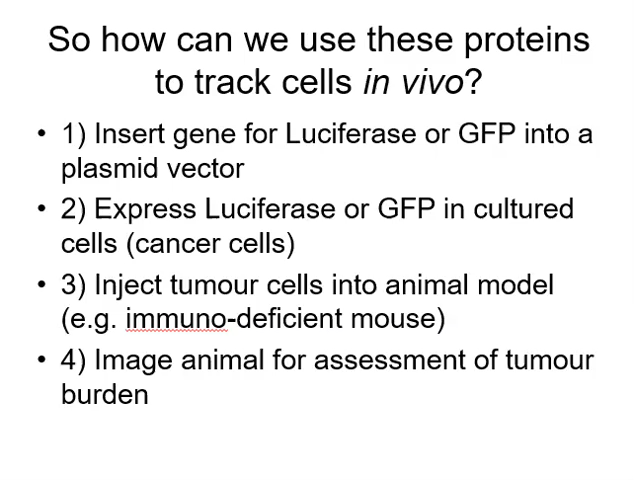 So how can we use these proteins
to track cells in vivo?
• 1) Insert gene for Luciferase or GFP into a
plasmid vector
• 2) Express Luciferase or GFP in cultured
cells (cancer cells)
• 3) Inject tumour cells into animal model
(e.g. immuno-deficient mouse)
• 4) Image animal for assessment of tumour
burden